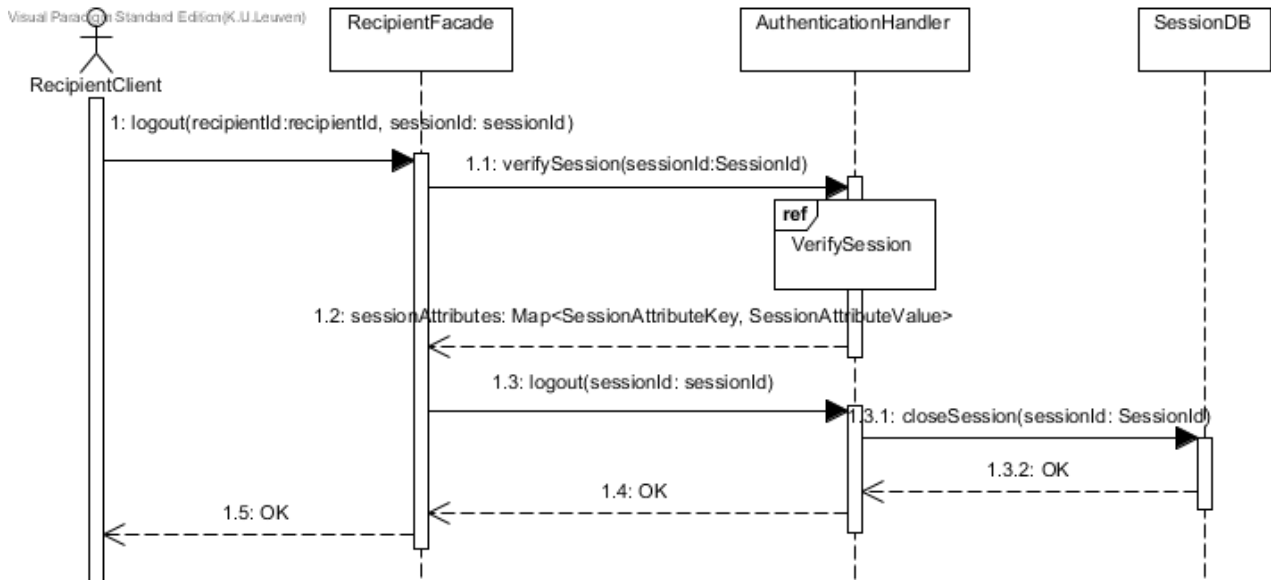 Visual Paradigm Standard Edition(K.U.Leuven)
RecipientFacade
AuthenticationHandler
SessionDB
RecipientClient
1: logout(recipientId:recipientId, sessionId: sessionId)
1.1: verifySession(sessionId:SessionId)
ref
VerifySession
1.2: sessionAttributes: Map<SessionAttributeKey, SessionAttributeValue>
1.3: logout(sessionId: sessionId)
1.3.1: closeSession(sessionId: SessionId)
1.3.2: OK
1.4: OK
1.5: OK